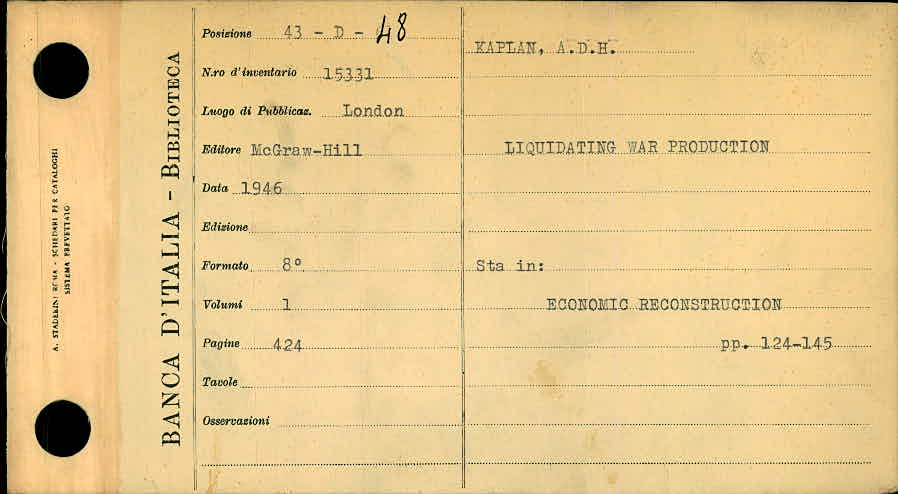 A. STADERINI ROMA - SCHEDARI PER CATALOGHI
SISTEMA BREVETTATO
BANCA D'ITALIA - BIBLIOTECA
Posizione 43 - D - 48
N.ro d'inventario 15331
Luogo di Pubblicaz. London
Editore McGraw-Hill
Data 1946
Edizione
Formato 8°
Volumi 1
Pagine 424
Tavole
Osservazioni
KAPLAN, A.D.H.
LIQUIDATING WAR PRODUCTION
Sta in:
ECONOMIC RECONSTRUCTION
pp. 124-145